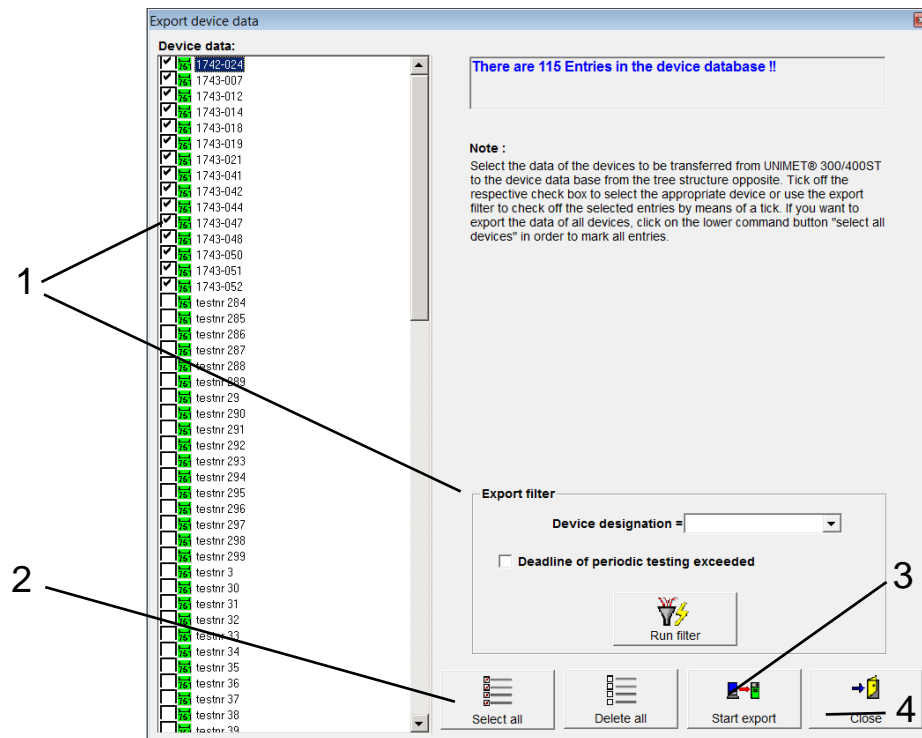 Export device data
Device data:
1742-024
1743-007
1743-012
1743-014
1743-018
1743-019
1743-021
1743-041
1743-042
1743-044
1743-047
1743-048
1743-050
1743-051
1743-052
testnr 284
testnr 285
testnr 286
testnr 287
testnr 288
testnr 289
testnr 29
testnr 290
testnr 291
testnr 292
testnr 293
testnr 294
testnr 295
testnr 296
testnr 297
testnr 298
testnr 299
testnr 3
testnr 30
testnr 31
testnr 32
testnr 33
testnr 34
testnr 35
testnr 36
testnr 37
testnr 38
testnr 39
There are 115 Entries in the device database !!
Note :
Select the data of the devices to be transferred from UNIMET® 300/400ST
to the device data base from the tree structure opposite. Tick off the
respective check box to select the appropriate device or use the export
filter to check off the selected entries by means of a tick. If you want to
export the data of all devices, click on the lower command button "select all
devices" in order to mark all entries.
Export filter
Device designation =
Deadline of periodic testing exceeded
Run filter
Select all
Delete all
Start export
Close
1
2
3
4